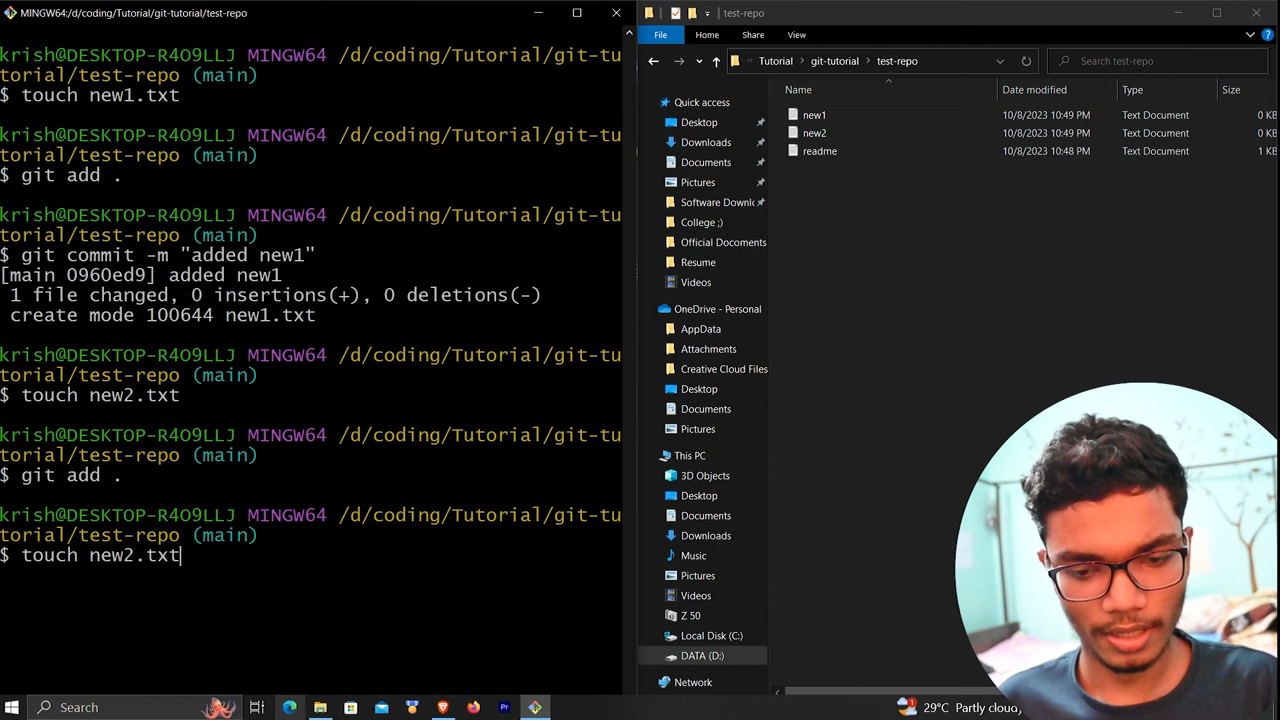 MINGW64:/d/coding/Tutorial/git-tutorial/test-repo
krish@DESKTOP-R4O9LLJ MINGW64 /d/coding/Tutorial/git-tu
torial/test-repo (main)
$ touch new1.txt
krish@DESKTOP-R4O9LLJ MINGW64 /d/coding/Tutorial/git-tu
torial/test-repo (main)
$ git add .
krish@DESKTOP-R4O9LLJ MINGW64 /d/coding/Tutorial/git-tu
torial/test-repo (main)
$ git commit -m "added new1"
[main 0960ed9] added new1
1 file changed, 0 insertions(+), 0 deletions(-)
create mode 100644 new1.txt
krish@DESKTOP-R4O9LLJ MINGW64 /d/coding/Tutorial/git-tu
torial/test-repo (main)
$ touch new2.txt
krish@DESKTOP-R4O9LLJ MINGW64 /d/coding/Tutorial/git-tu
torial/test-repo (main)
$ git add .
krish@DESKTOP-R4O9LLJ MINGW64 /d/coding/Tutorial/git-tu
torial/test-repo (main)
$ touch new2.txt
test-repo
File Home Share View
Tutorial git-tutorial test-repo Search test-repo
Name Date modified Type Size
new1 10/8/2023 10:49 PM Text Document 0 KB
new2 10/8/2023 10:49 PM Text Document 0 KB
readme 10/8/2023 10:48 PM Text Document 1 KB
Quick access
Desktop
Downloads
Documents
Pictures
Software Downl
College ;)
Official Docoments
Resume
Videos
OneDrive - Personal
AppData
Attachments
Creative Cloud Files
Desktop
Documents
Pictures
This PC
3D Objects
Desktop
Documents
Downloads
Music
Pictures
Videos
Z 50
Local Disk (C:)
DATA (D:)
Network
Search
Pr
29°C Partly cloudy